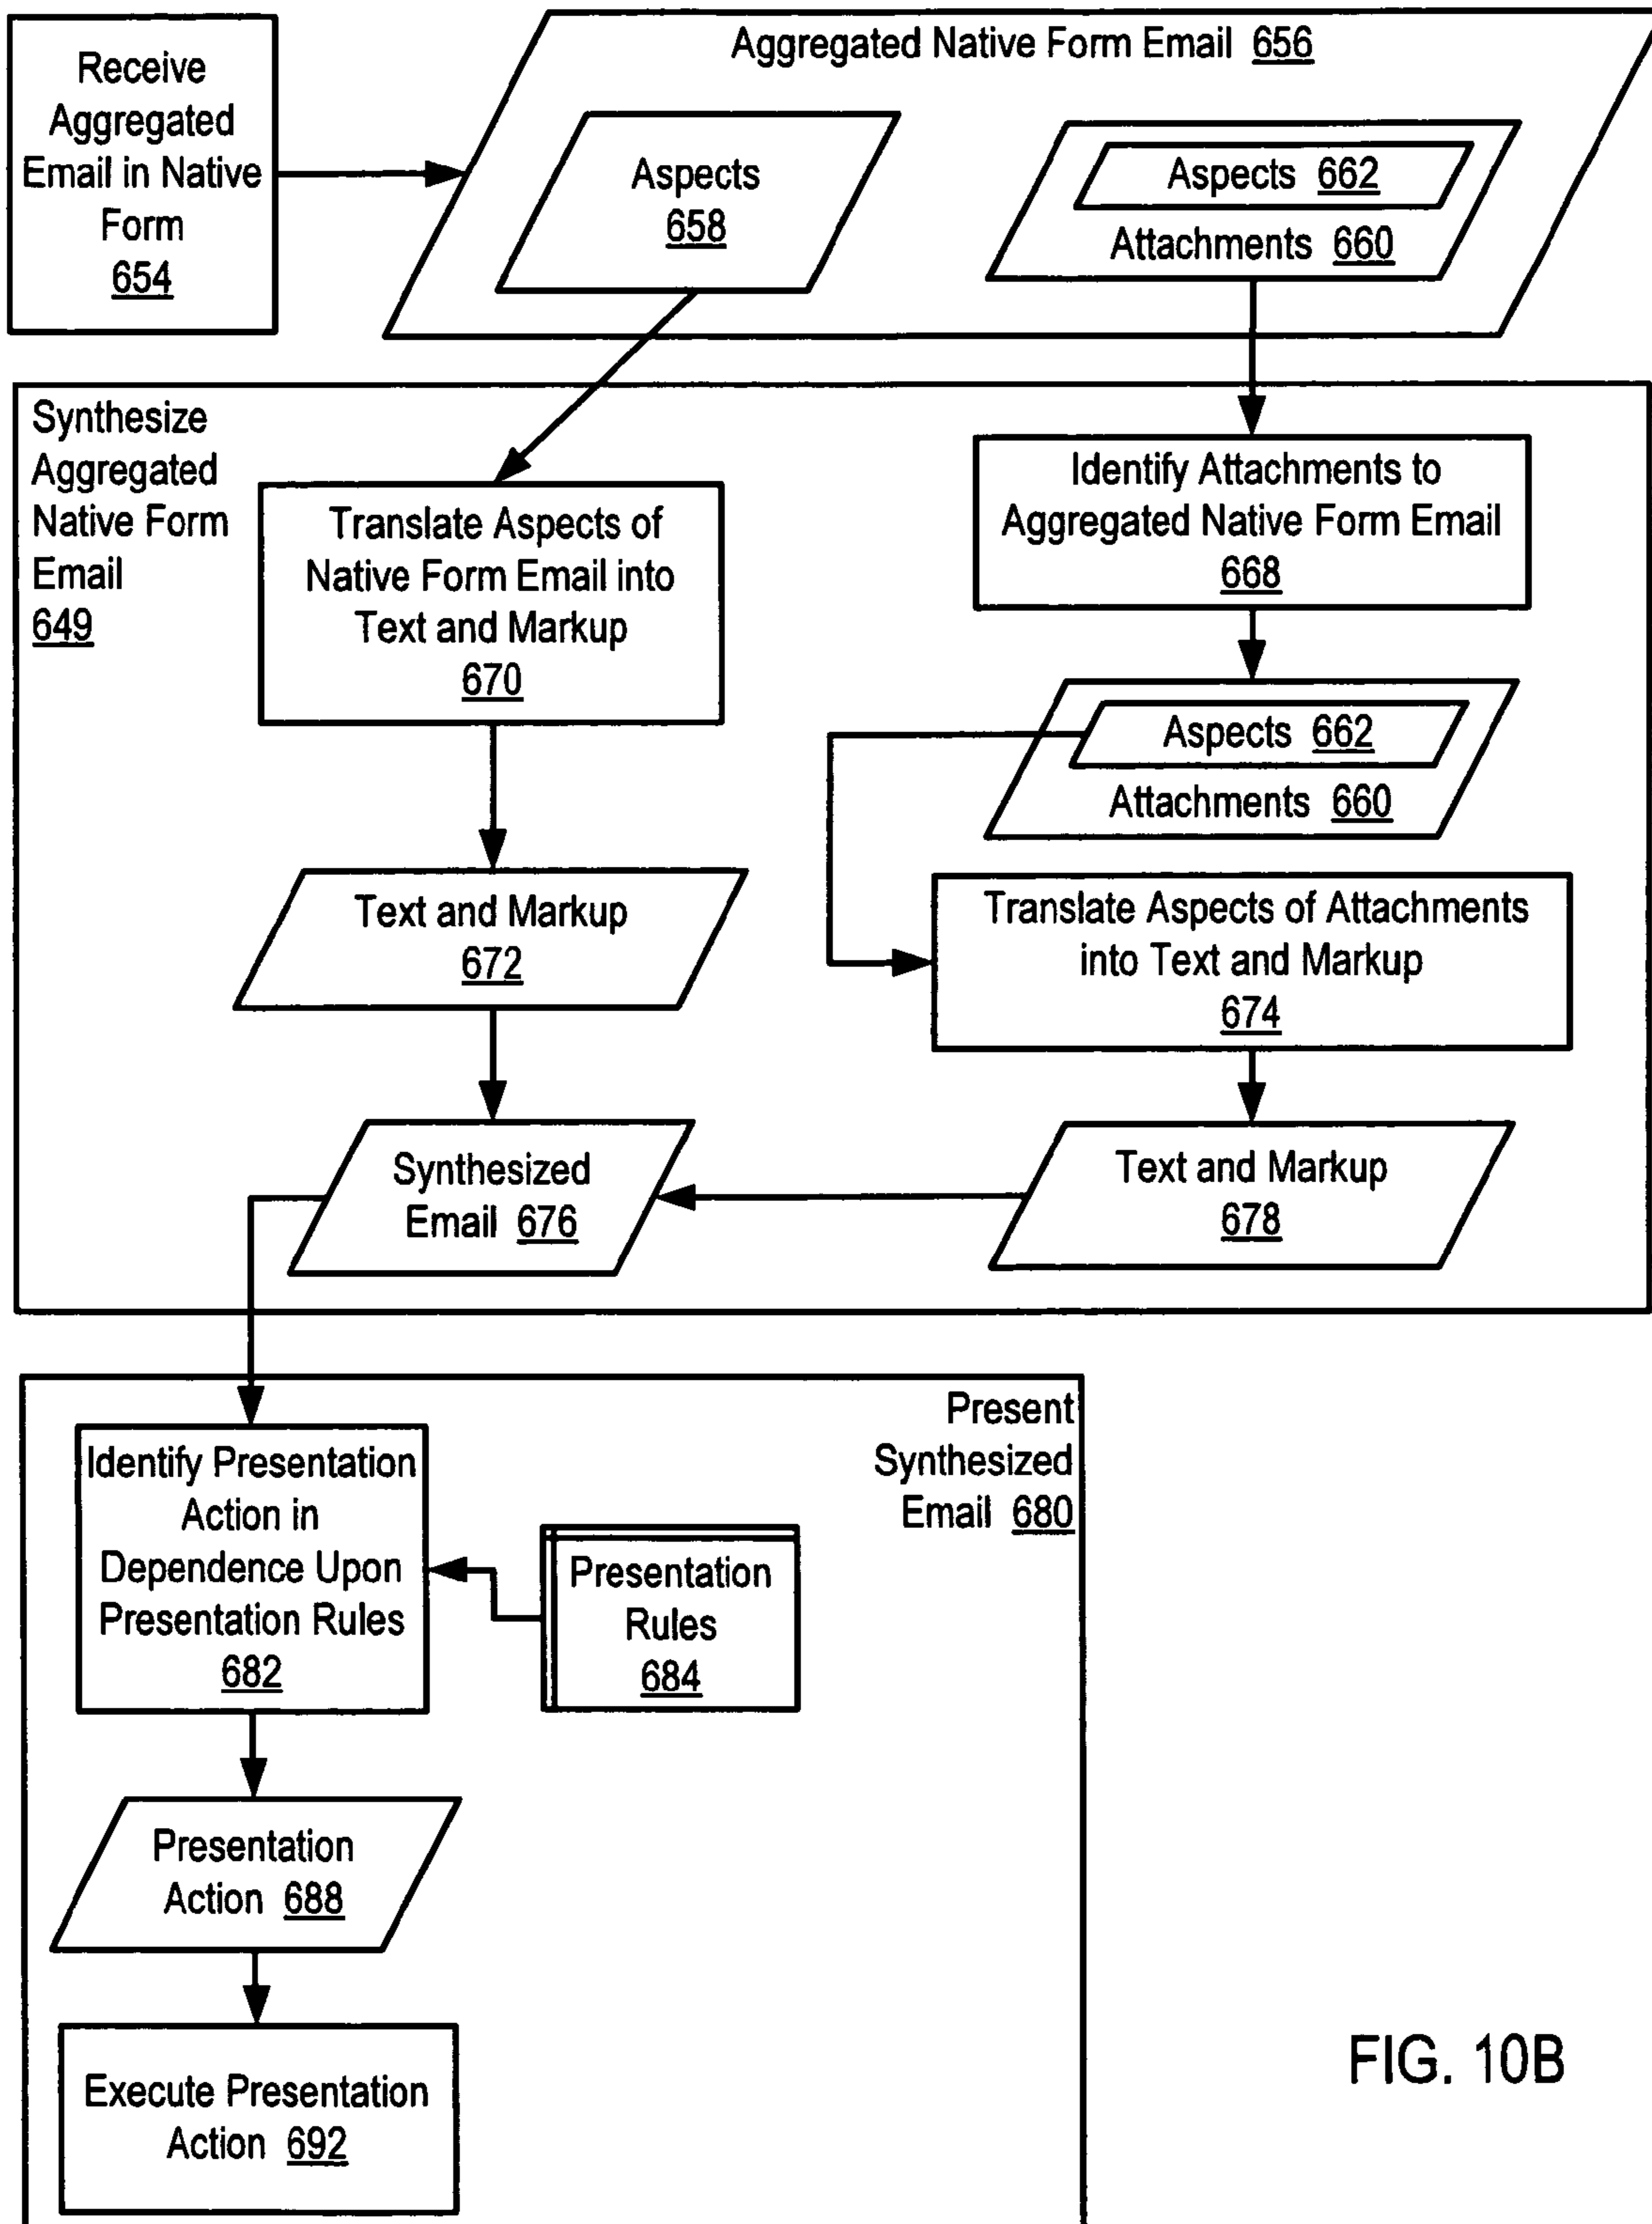 Receive
Aggregated
Email in Native
Form
654
Aggregated Native Form Email 656
Aspects
658
Aspects 662
Attachments 660
Synthesize
Aggregated
Native Form
Email
649
Translate Aspects of
Native Form Email into
Text and Markup
670
Identify Attachments to
Aggregated Native Form Email
668
Aspects 662
Attachments 660
Text and Markup
672
Translate Aspects of Attachments
into Text and Markup
674
Synthesized
Email 676
Text and Markup
678
Present
Synthesized
Email 680
Identify Presentation
Action in
Dependence Upon
Presentation Rules
682
Presentation
Rules
684
Presentation
Action 688
Execute Presentation
Action 692
FIG. 10B